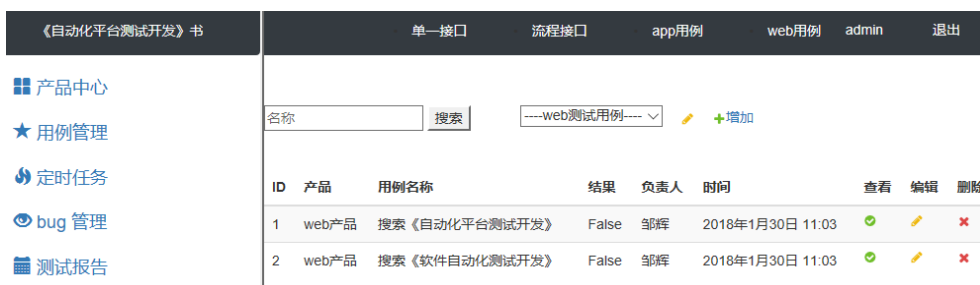 《自动化平台测试开发》书 单一接口 流程接口 app用例 web用例 admin 退出
产品中心
用例管理
定时任务
bug 管理
测试报告
名称 搜索 ----web测试用例---- 增加
ID 产品 用例名称 结果 负责人 时间 查看 编辑 删除
1 web产品 搜索《自动化平台测试开发》 False 邹辉 2018年1月30日 11:03
2 web产品 搜索《软件自动化测试开发》 False 邹辉 2018年1月30日 11:03